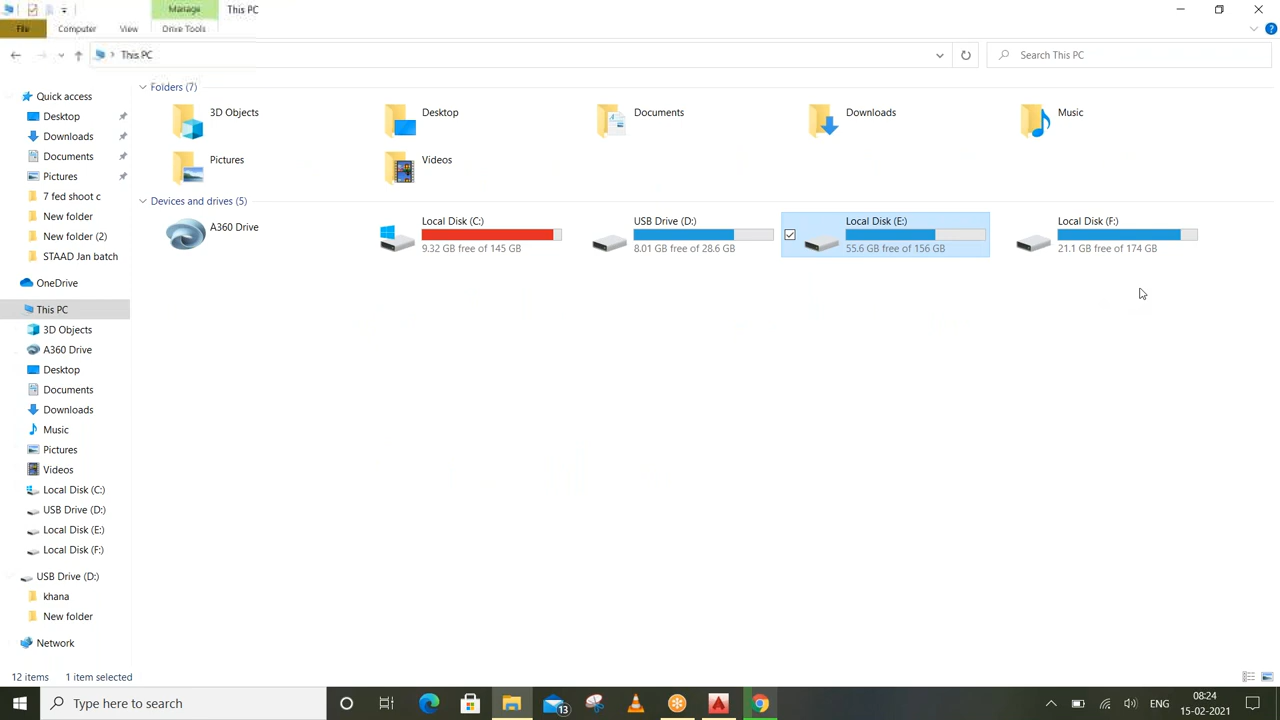 Manage
This PC
File
Computer
View
Drive Tools
This PC
Search This PC
Quick access
Desktop
Downloads
Documents
Pictures
7 fed shoot c
New folder
New folder (2)
STAAD Jan batch
OneDrive
This PC
3D Objects
A360 Drive
Desktop
Documents
Downloads
Music
Pictures
Videos
Local Disk (C:)
USB Drive (D:)
Local Disk (E:)
Local Disk (F:)
USB Drive (D:)
khana
New folder
Network
Folders (7)
3D Objects
Desktop
Documents
Downloads
Music
Pictures
Videos
Devices and drives (5)
A360 Drive
Local Disk (C:)
9.32 GB free of 145 GB
USB Drive (D:)
8.01 GB free of 28.6 GB
Local Disk (E:)
55.6 GB free of 156 GB
Local Disk (F:)
21.1 GB free of 174 GB
12 items
1 item selected
Type here to search
13
ENG
08:24
15-02-2021